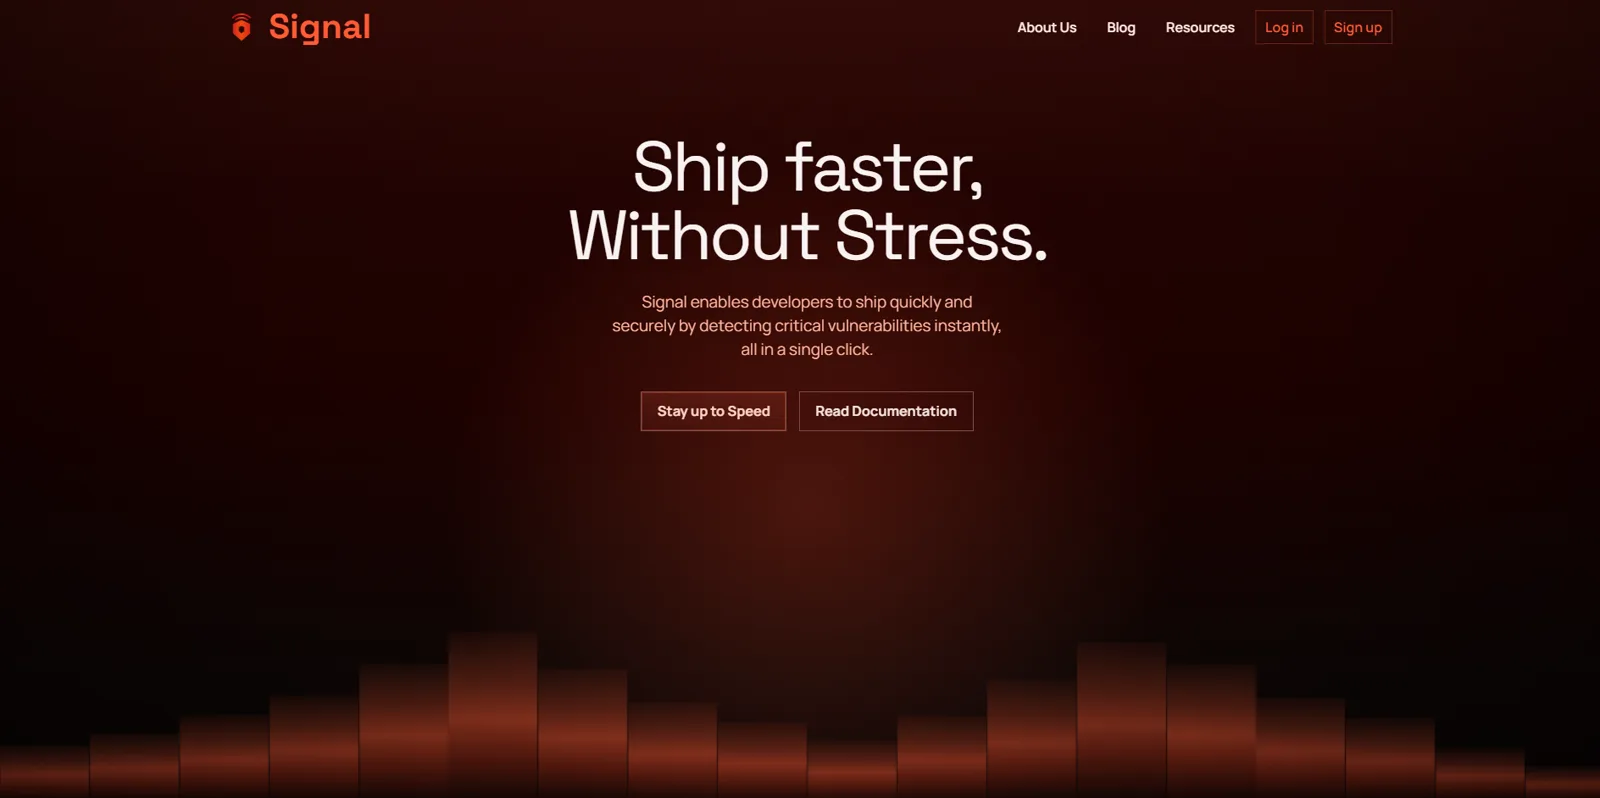 Signal
About Us
Blog
Resources
Log in
Sign up
Ship faster,
Without Stress.
Signal enables developers to ship quickly and
securely by detecting critical vulnerabilities instantly,
all in a single click.
Stay up to Speed
Read Documentation